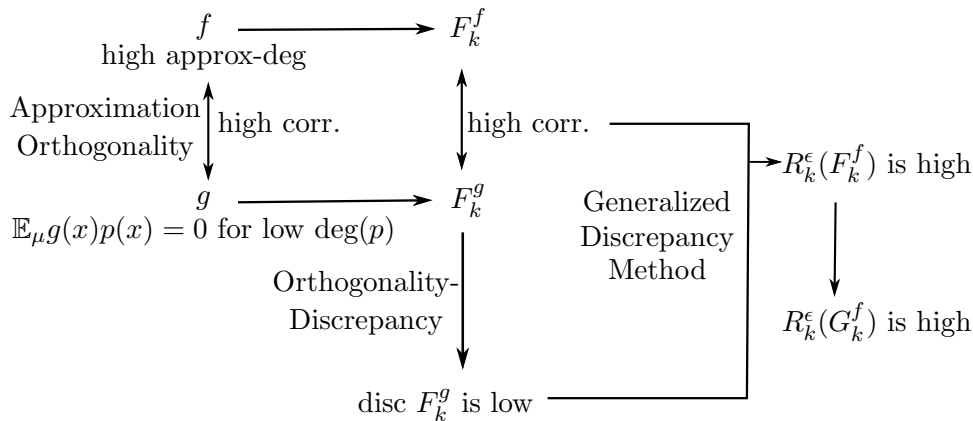 f
high approx-deg
F_k^f
Approximation
Orthogonality
high corr.
high corr.
g
𝔼_μ g(x)p(x) = 0 for low deg(p)
F_k^g
Generalized
Discrepancy
Method
R_k^ϵ(F_k^f) is high
Orthogonality-
Discrepancy
R_k^ϵ(G_k^f) is high
disc F_k^g is low